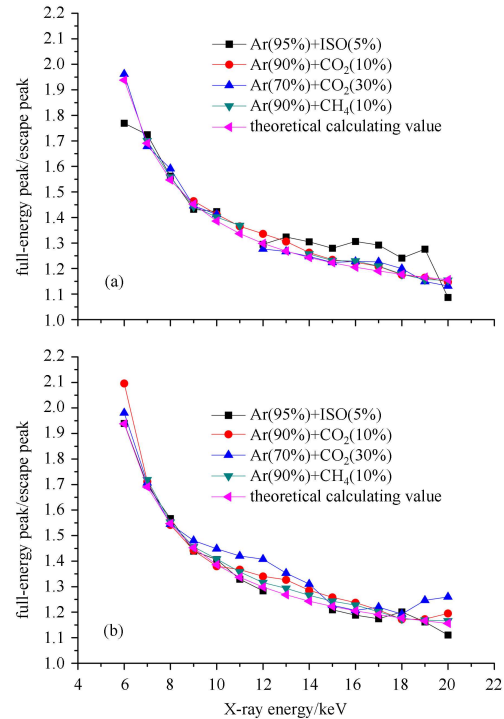 (a)
Ar(95%)+ISO(5%)
Ar(90%)+CO₂(10%)
Ar(70%)+CO₂(30%)
Ar(90%)+CH₄(10%)
theoretical calculating value
full-energy peak/escape peak
2.2
2.1
2.0
1.9
1.8
1.7
1.6
1.5
1.4
1.3
1.2
1.1
1.0
(b)
Ar(95%)+ISO(5%)
Ar(90%)+CO₂(10%)
Ar(70%)+CO₂(30%)
Ar(90%)+CH₄(10%)
theoretical calculating value
full-energy peak/escape peak
2.2
2.1
2.0
1.9
1.8
1.7
1.6
1.5
1.4
1.3
1.2
1.1
1.0
4 6 8 10 12 14 16 18 20 22
X-ray energy/keV